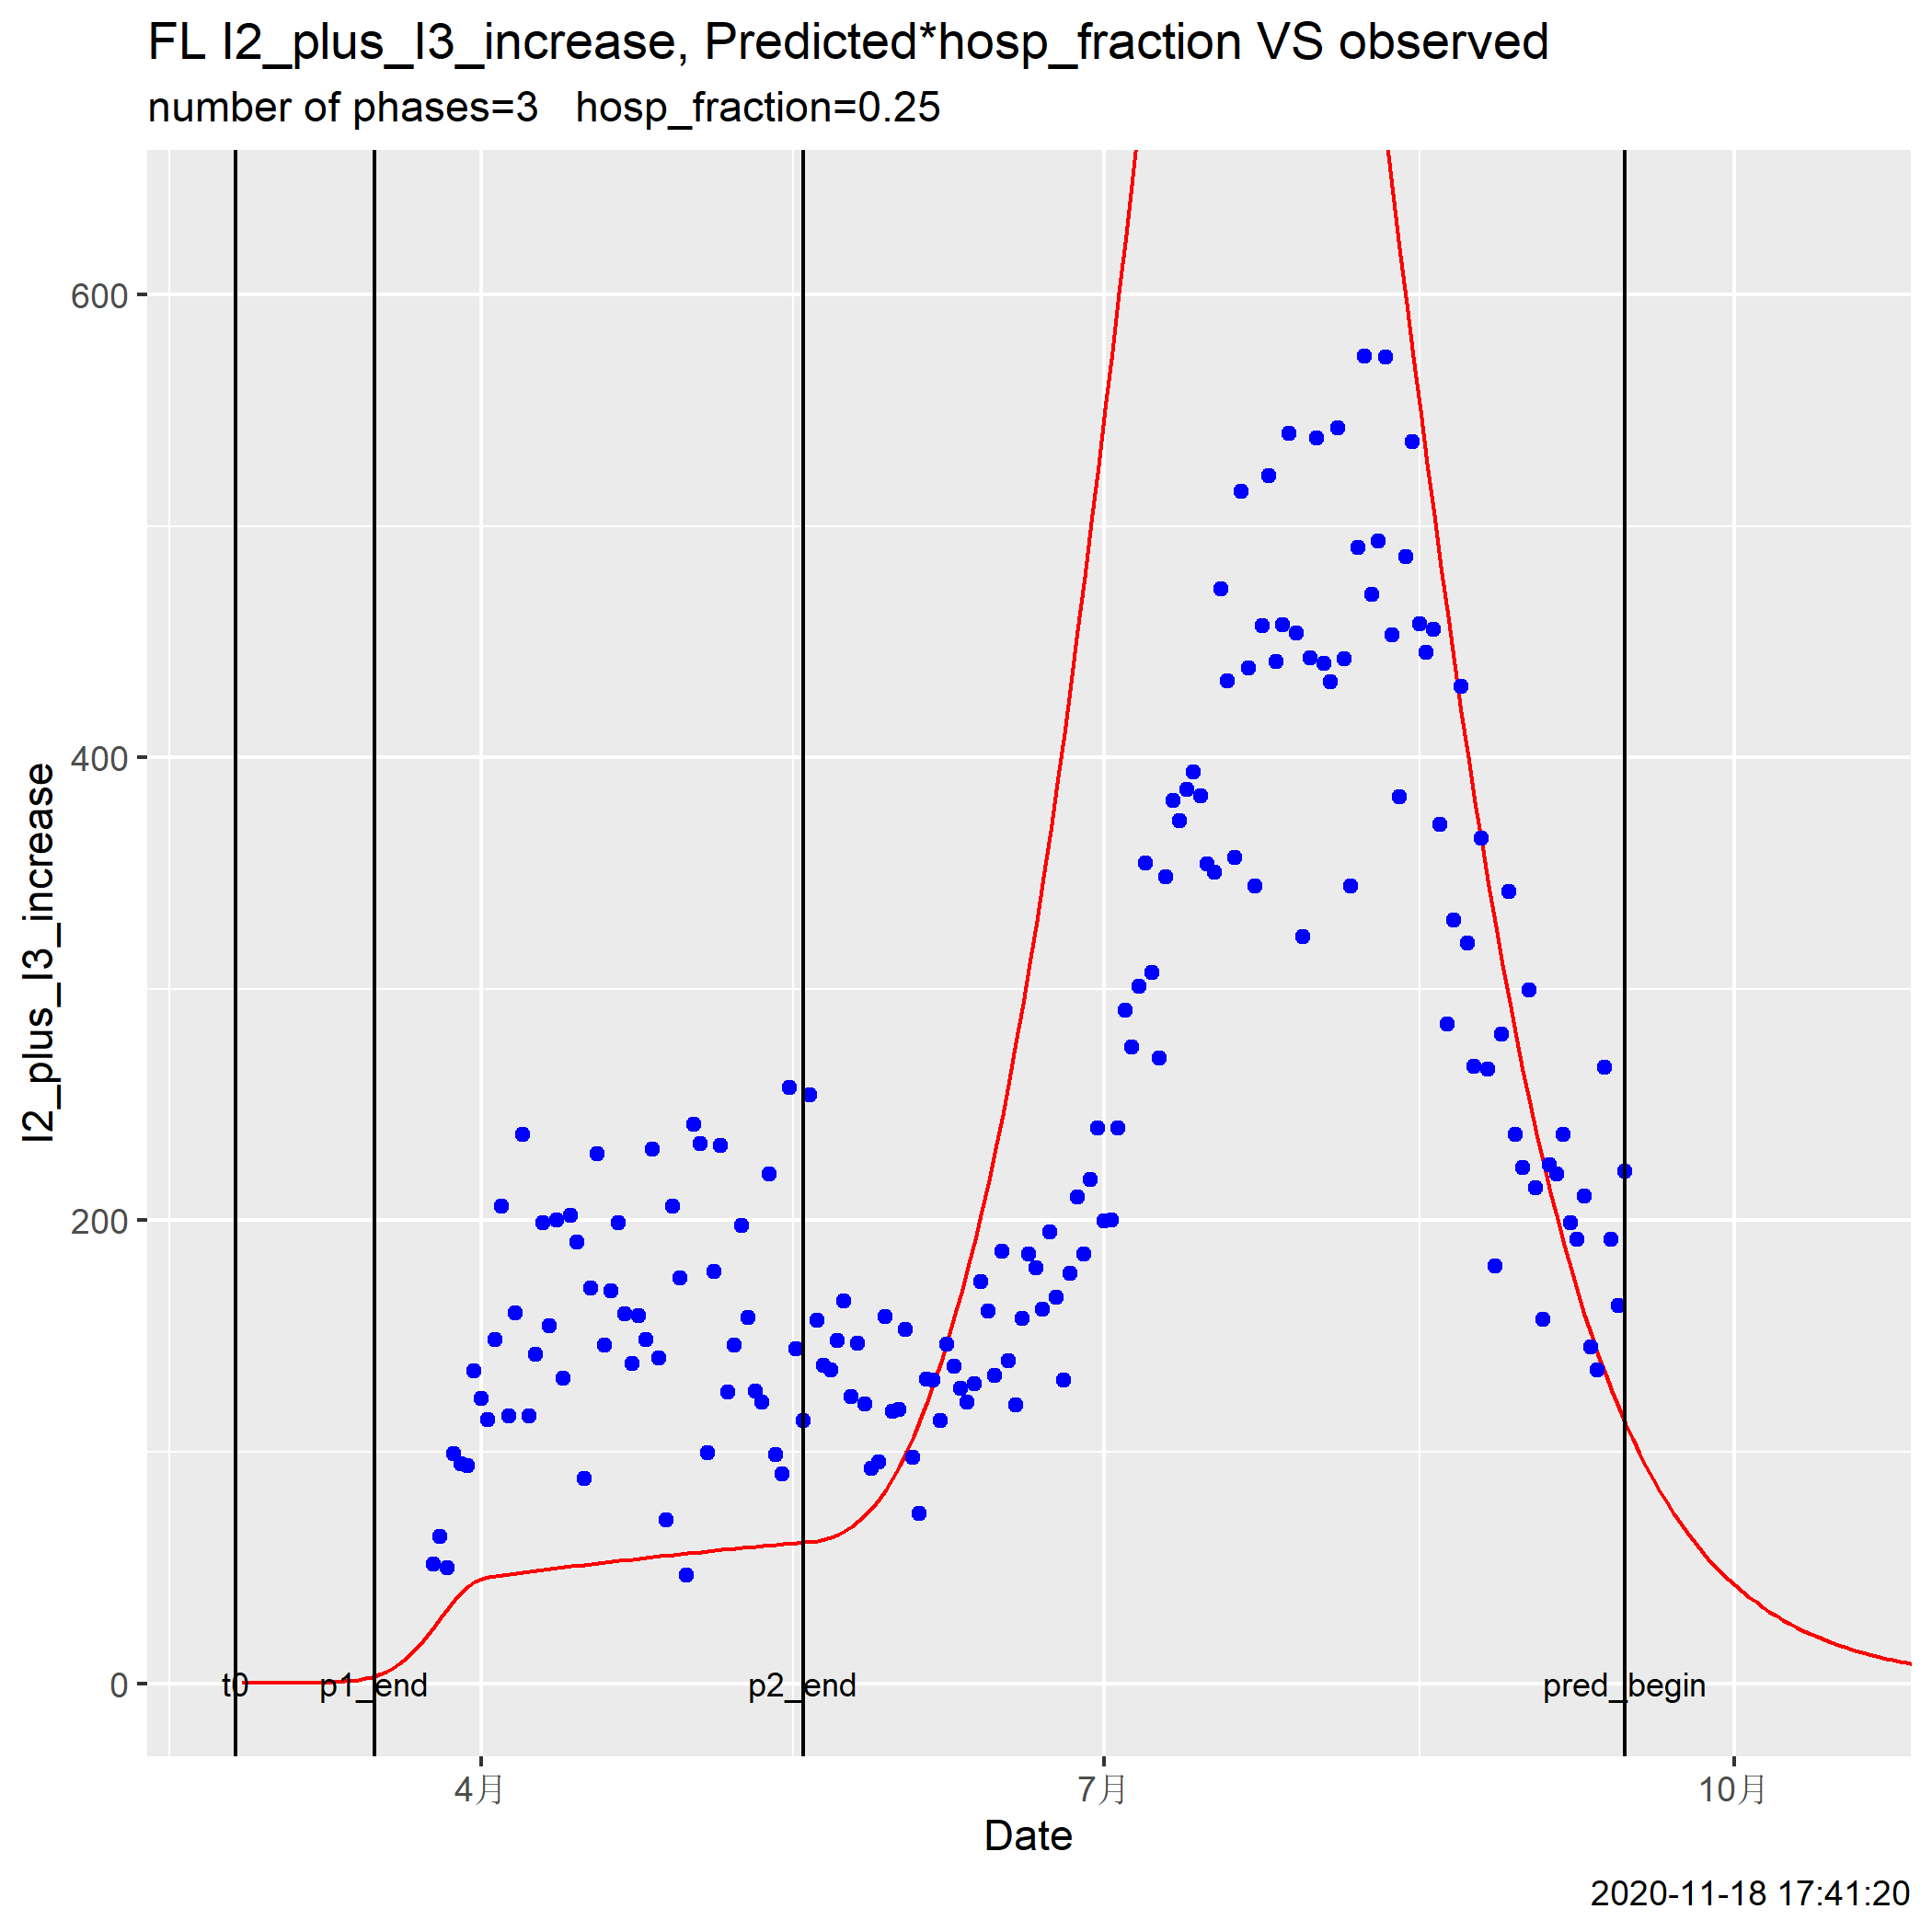 FL I2_plus_I3_increase, Predicted*hosp_fraction VS observed
number of phases=3   hosp_fraction=0.25
I2_plus_I3_increase
600
400
200
0
t0
p1_end
p2_end
pred_begin
4月
7月
10月
Date
2020-11-18 17:41:20